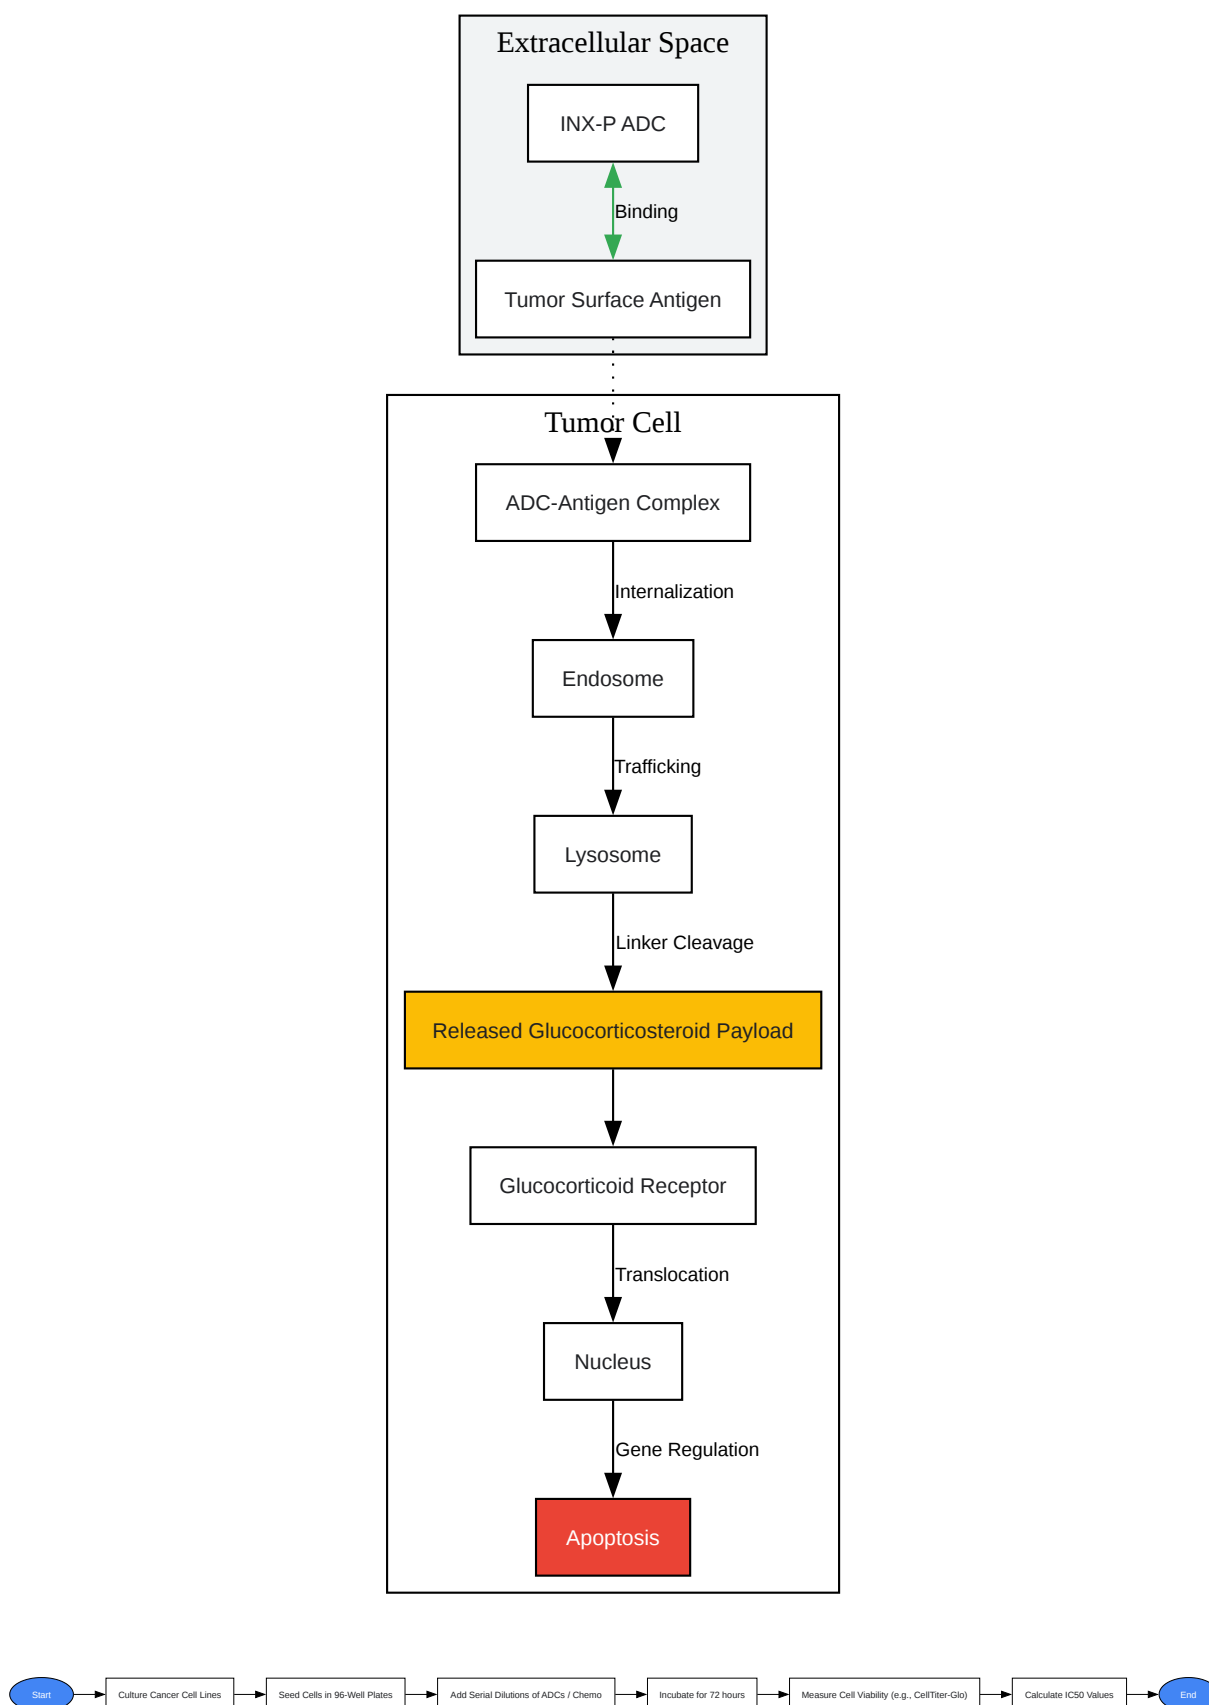 Extracellular Space
INX-P ADC
Binding
Tumor Surface Antigen
Tumor Cell
ADC-Antigen Complex
Internalization
Endosome
Trafficking
Lysosome
Linker Cleavage
Released Glucocorticosteroid Payload
Glucocorticoid Receptor
Translocation
Nucleus
Gene Regulation
Apoptosis
Start
Culture Cancer Cell Lines
Seed Cells in 96-Well Plates
Add Serial Dilutions of ADCs / Chemo
Incubate for 72 hours
Measure Cell Viability (e.g., CellTiter-Glo)
Calculate IC50 Values
End